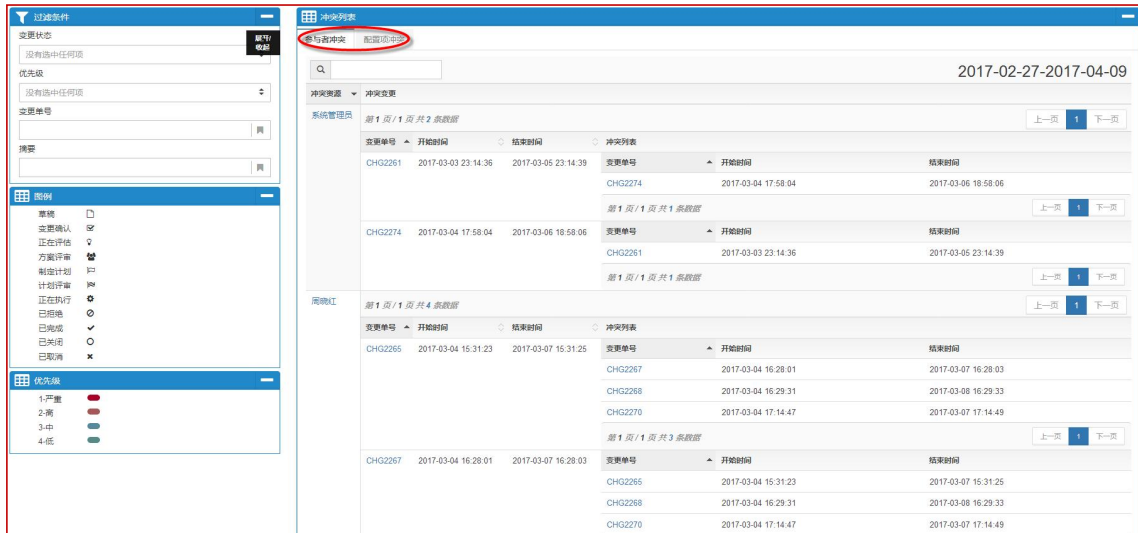 过滤条件
变更状态
展开/
收起
没有选中任何项
优先级
没有选中任何项
变更单号
摘要
图例
草稿
变更确认
正在评估
方案评审
制定计划
计划评审
正在执行
已拒绝
已完成
已关闭
已取消
优先级
1-严重
2-高
3-中
4-低
冲突列表
参与者冲突 配置项冲突
2017-02-27-2017-04-09
冲突资源 冲突变更
系统管理员 第 1 页 / 1 页 共 2 条数据 上一页 1 下一页
变更单号 开始时间 结束时间 冲突列表
CHG2261 2017-03-03 23:14:36 2017-03-05 23:14:39 变更单号 开始时间 结束时间
CHG2274 2017-03-04 17:58:04 2017-03-06 18:58:06
第 1 页 / 1 页 共 1 条数据 上一页 1 下一页
CHG2274 2017-03-04 17:58:04 2017-03-06 18:58:06 变更单号 开始时间 结束时间
CHG2261 2017-03-03 23:14:36 2017-03-05 23:14:39
第 1 页 / 1 页 共 1 条数据 上一页 1 下一页
周晓红 第 1 页 / 1 页 共 4 条数据 上一页 1 下一页
变更单号 开始时间 结束时间 冲突列表
CHG2265 2017-03-04 15:31:23 2017-03-07 15:31:25 变更单号 开始时间 结束时间
CHG2267 2017-03-04 16:28:01 2017-03-07 16:28:03
CHG2268 2017-03-04 16:29:31 2017-03-08 16:29:33
CHG2270 2017-03-04 17:14:47 2017-03-07 17:14:49
第 1 页 / 1 页 共 3 条数据 上一页 1 下一页
CHG2267 2017-03-04 16:28:01 2017-03-07 16:28:03 变更单号 开始时间 结束时间
CHG2265 2017-03-04 15:31:23 2017-03-07 15:31:25
CHG2268 2017-03-04 16:29:31 2017-03-08 16:29:33
CHG2270 2017-03-04 17:14:47 2017-03-07 17:14:49